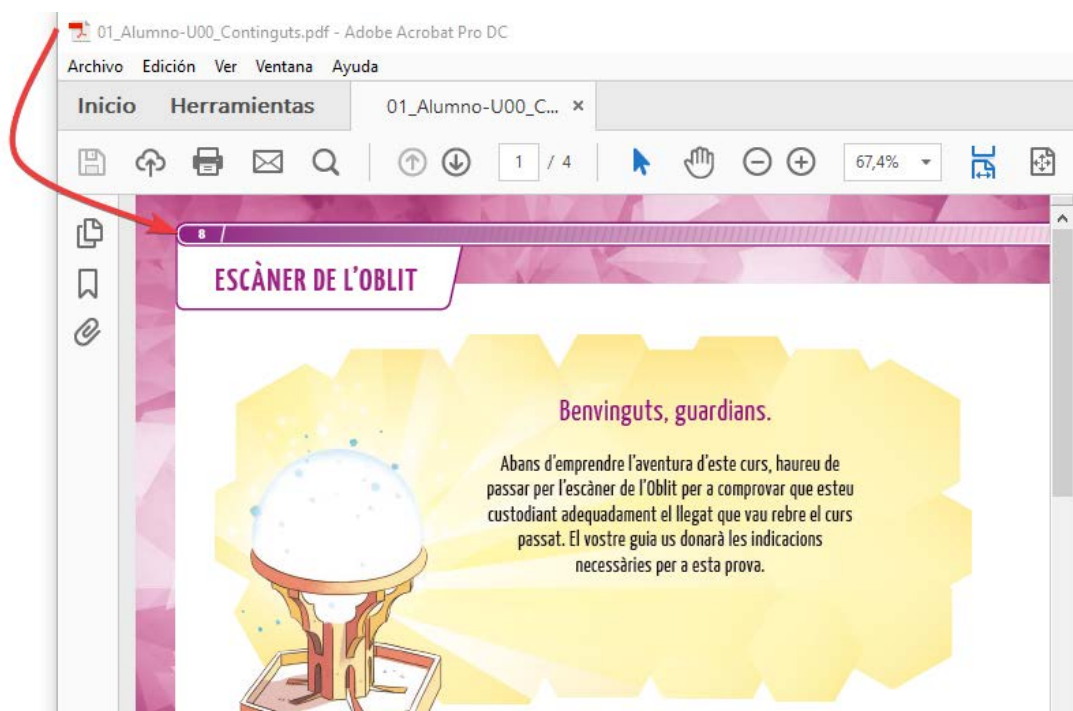 01_Alumno-U00_Continguts.pdf - Adobe Acrobat Pro DC
Archivo Edición Ver Ventana Ayuda
Inicio Herramientas 01_Alumno-U00_C... ×
1 / 4 67,4%
8
ESCÀNER DE L'OBLIT
Benvinguts, guardians.
Abans d'emprendre l'aventura d'este curs, haureu de
passar per l'escàner de l'Oblit per a comprovar que esteu
custodiant adequadament el llegat que vau rebre el curs
passat. El vostre guia us donarà les indicacions
necessàries per a esta prova.